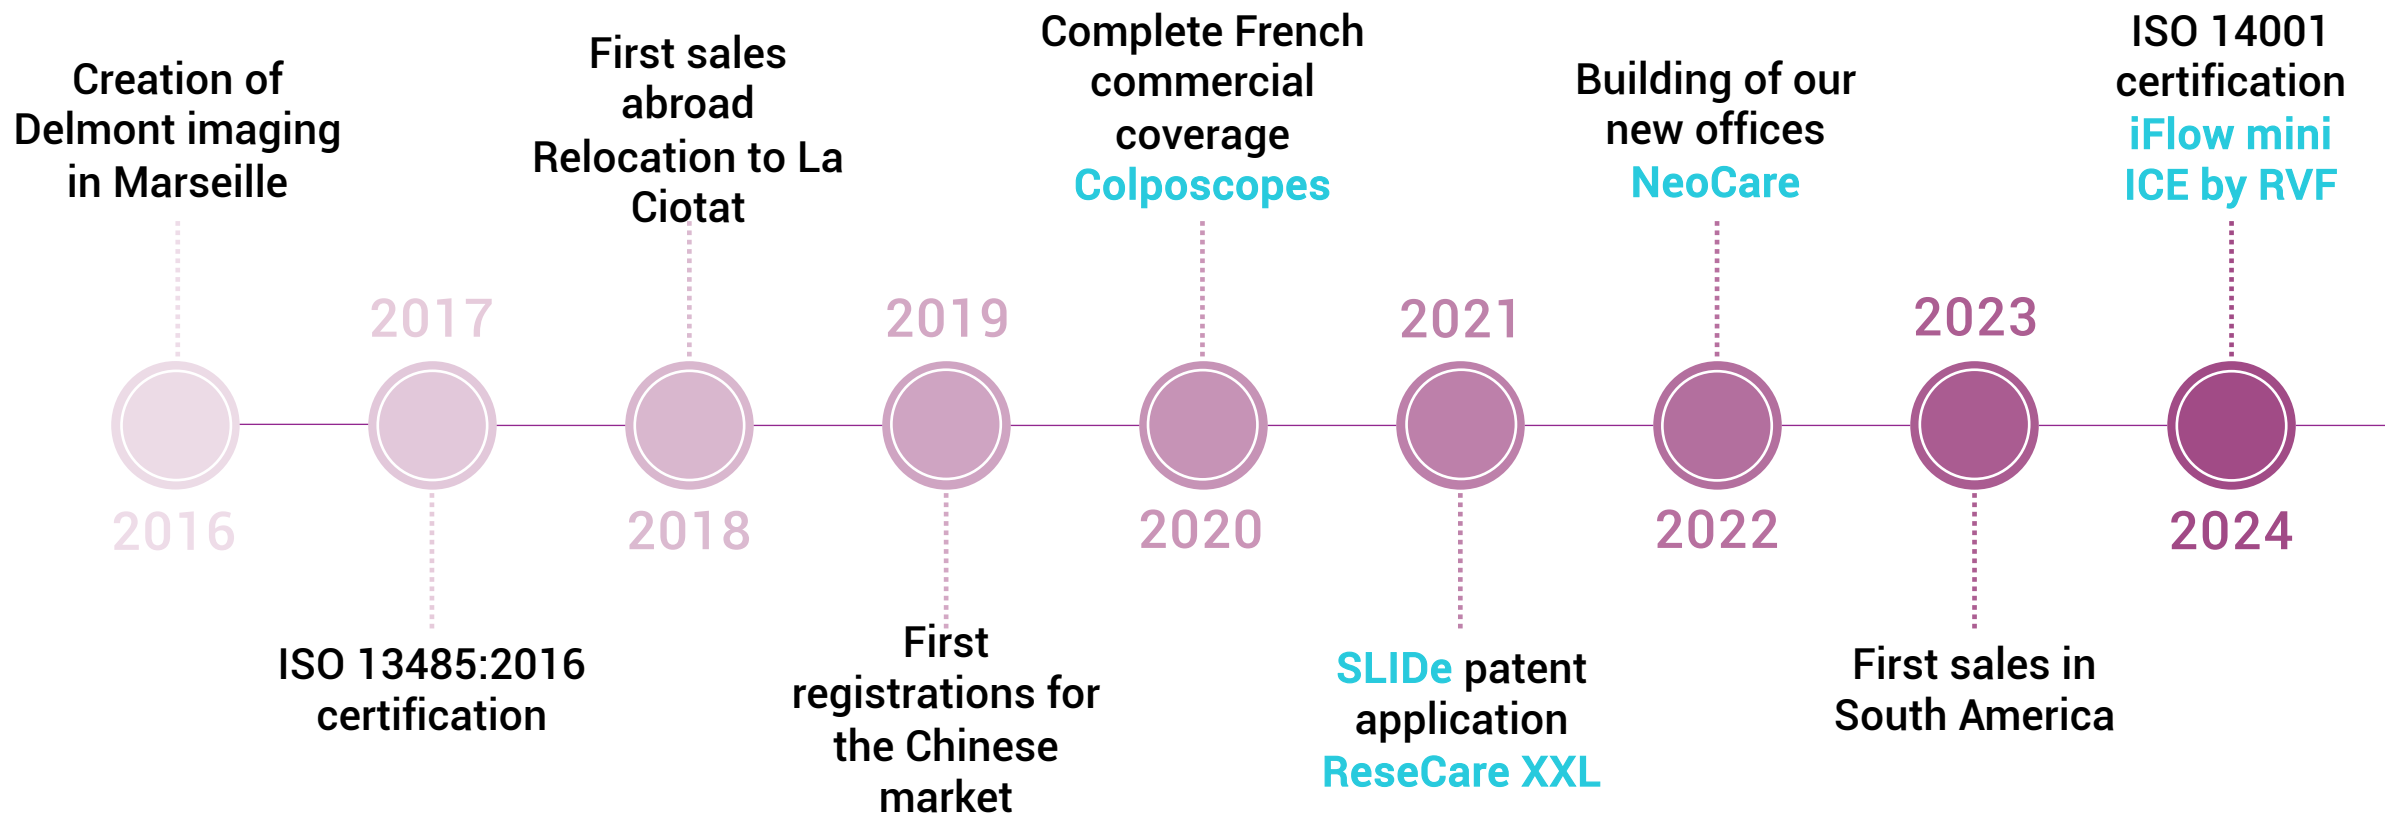 Creation of
Delmont imaging
in Marseille
2016
2017
ISO 13485:2016
certification
First sales
abroad
Relocation to La
Ciotat
2018
2019
First
registrations for
the Chinese
market
Complete French
commercial
coverage
Colposcopes
2020
2021
SLIDe patent
application
ReseCare XXL
Building of our
new offices
NeoCare
2022
2023
First sales in
South America
ISO 14001
certification
iFlow mini
ICE by RVF
2024